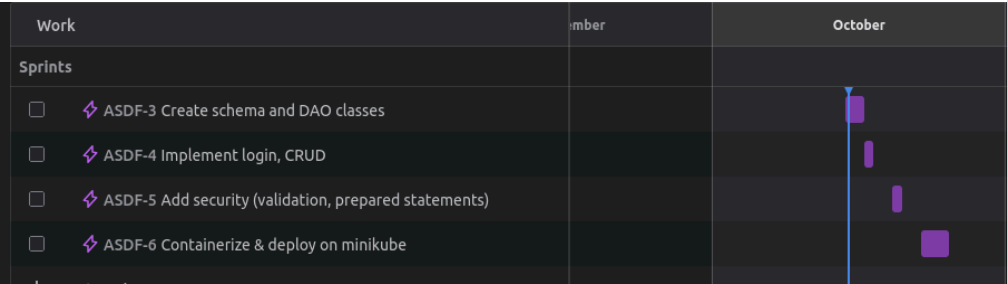 Work
ember
October
Sprints
ASDF-3 Create schema and DAO classes
ASDF-4 Implement login, CRUD
ASDF-5 Add security (validation, prepared statements)
ASDF-6 Containerize & deploy on minikube